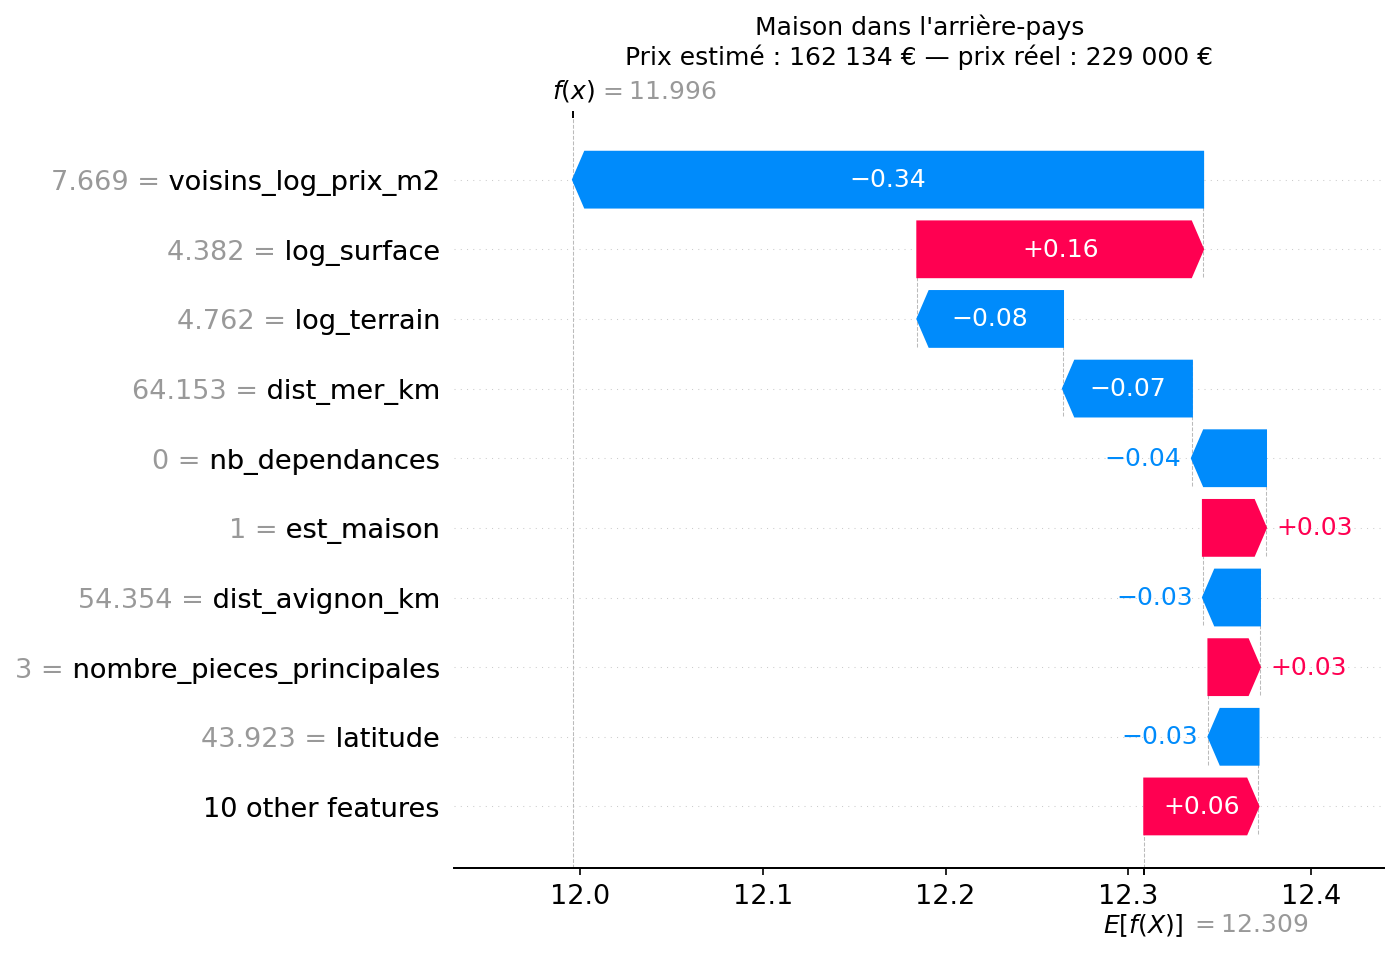 Maison dans l'arrière-pays
Prix estimé : 162 134 € — prix réel : 229 000 €
f(x) = 11.996
7.669 = voisins_log_prix_m2 −0.34
4.382 = log_surface +0.16
4.762 = log_terrain −0.08
64.153 = dist_mer_km −0.07
0 = nb_dependances −0.04
1 = est_maison +0.03
54.354 = dist_avignon_km −0.03
3 = nombre_pieces_principales +0.03
43.923 = latitude −0.03
10 other features +0.06
12.0 12.1 12.2 12.3 12.4
E[f(X)] = 12.309